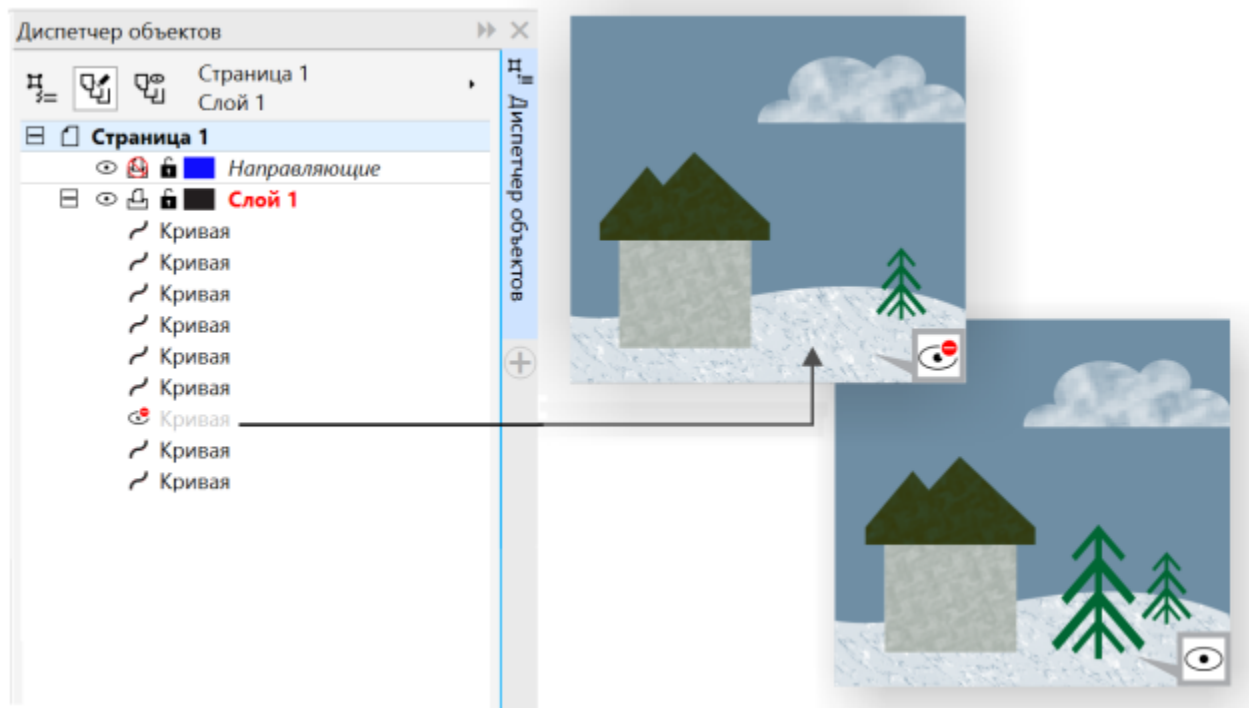 Диспетчер объектов
Страница 1
Слой 1
Страница 1
Направляющие
Слой 1
Кривая
Кривая
Кривая
Кривая
Кривая
Кривая
Кривая
Кривая
Кривая
Диспетчер объектов